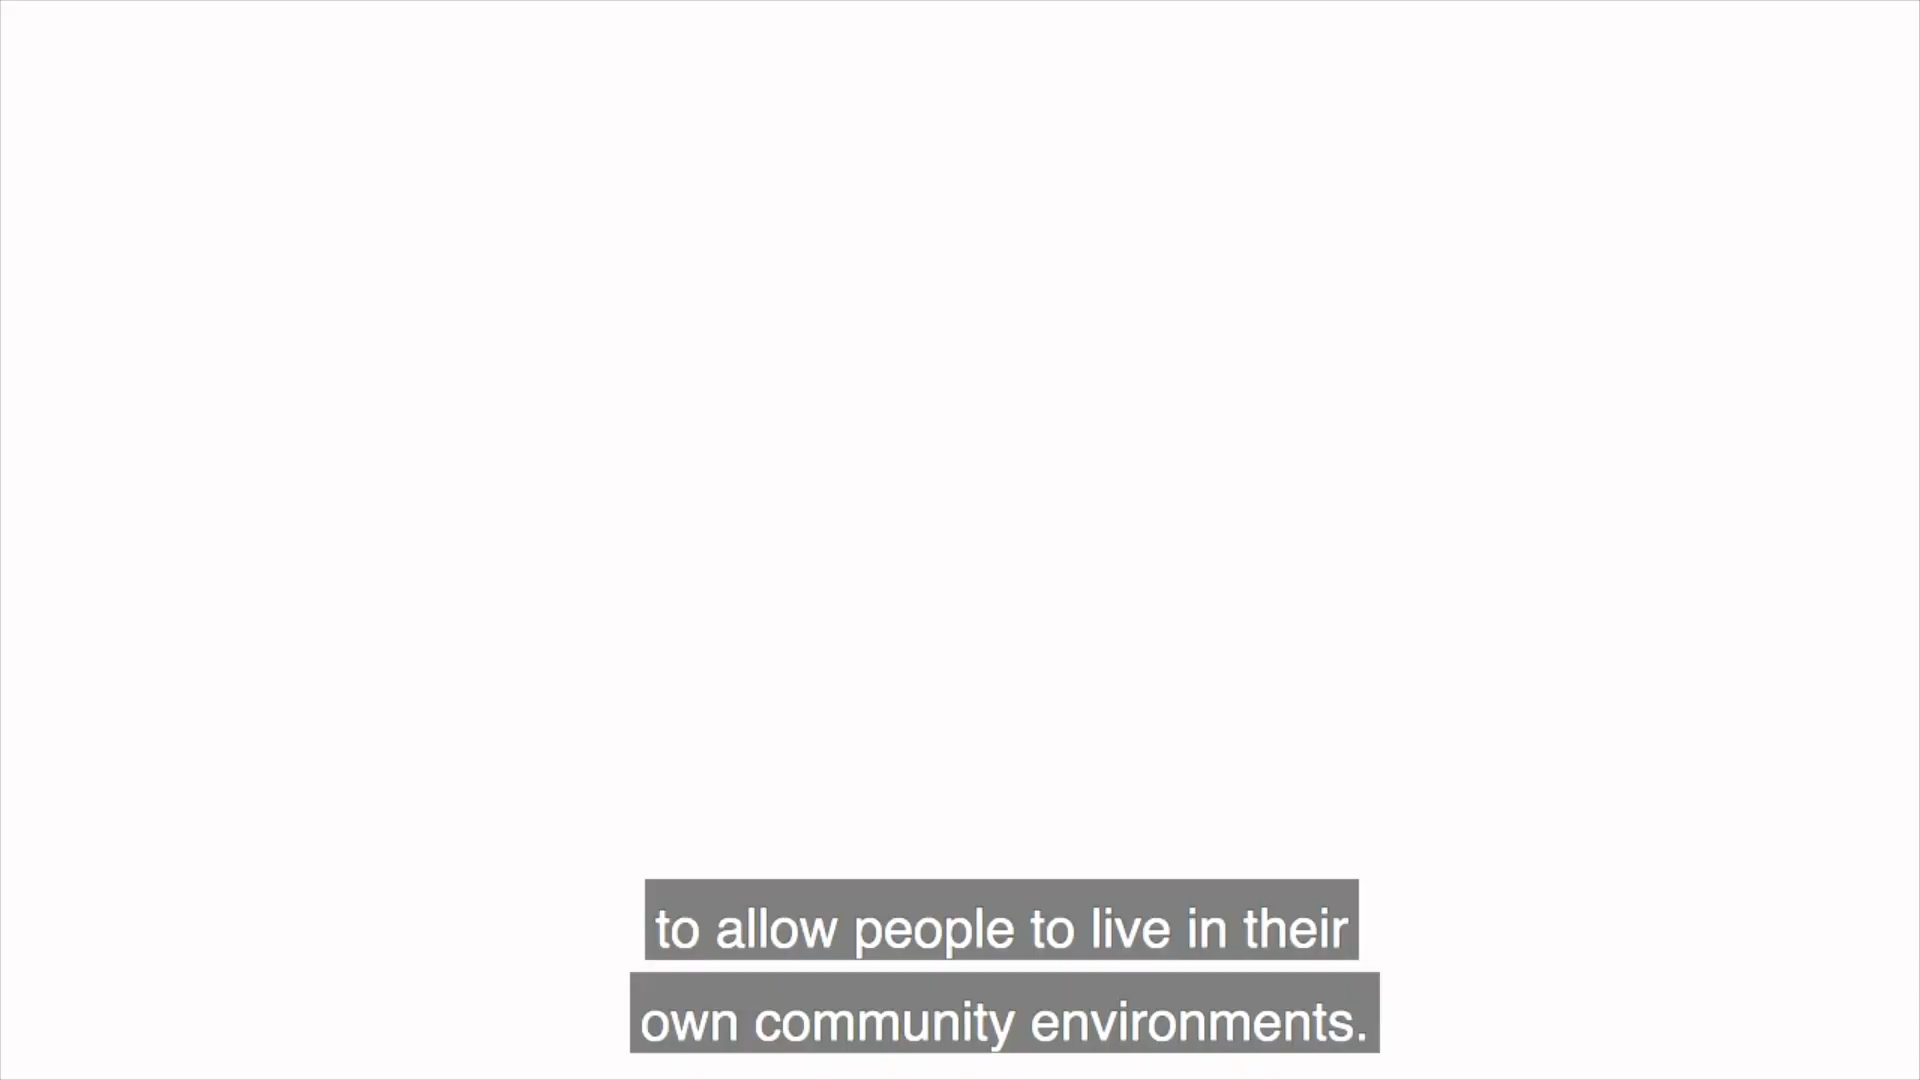 to allow people to live in their
own community environments.